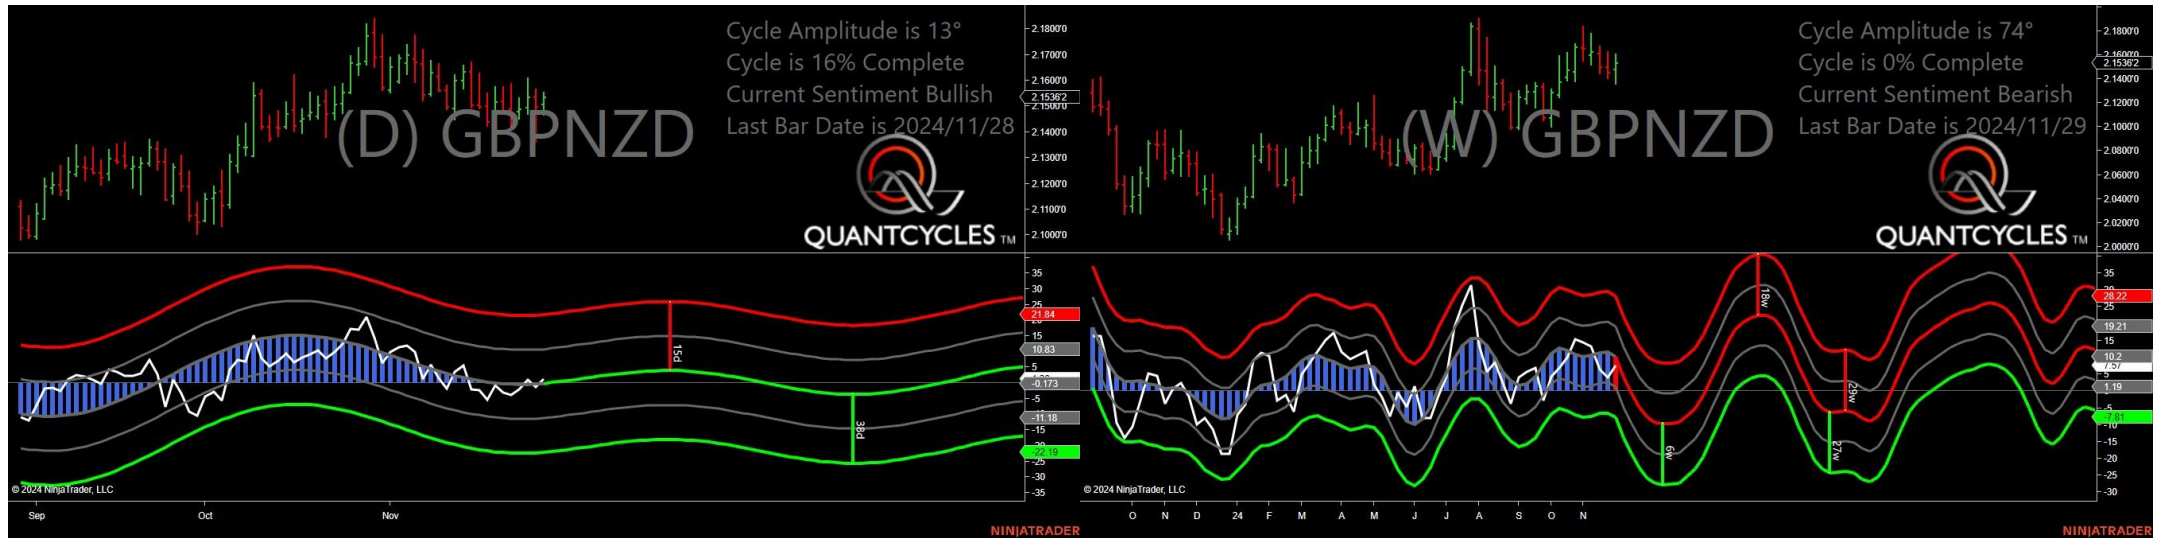 Cycle Amplitude is 13°
Cycle is 16% Complete
Current Sentiment Bullish
Last Bar Date is 2024/11/28
(D) GBPNZD
QUANTCYCLES TM
2.1800'0
2.1700'0
2.1600'0
2.1536'2
2.1500'0
2.1400'0
2.1300'0
2.1200'0
2.1100'0
2.1000'0
35
30
25
21.84
15
10.83
5
-0.173
-5
-11.18
-15
-22.19
-25
-30
-35
15d
38d
© 2024 NinjaTrader, LLC
Sep Oct Nov
NINJATRADER
Cycle Amplitude is 74°
Cycle is 0% Complete
Current Sentiment Bearish
Last Bar Date is 2024/11/29
(W) GBPNZD
QUANTCYCLES TM
2.1800'0
2.1600'0
2.1536'2
2.1400'0
2.1200'0
2.1000'0
2.0800'0
2.0600'0
2.0400'0
2.0200'0
2.0000'0
35
28.22
25
19.21
15
10.2
7.57
5
1.19
-5
-7.81
-10
-15
-20
-25
-30
18w
29w
6w
27w
© 2024 NinjaTrader, LLC
O N D 24 F M A M J J A S O N
NINJATRADER